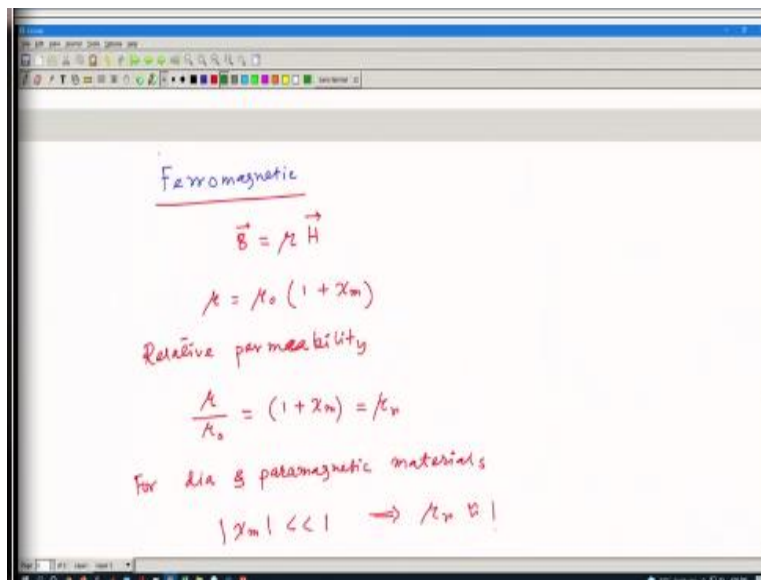 Ferromagnetic
B⃗ = μ H⃗
μ = μ₀ (1 + χₘ)
Relative permeability
μ/μ₀ = (1 + χₘ) = μᵣ
For dia & paramagnetic materials
|χₘ| << 1 ⇒ μᵣ ≈ 1